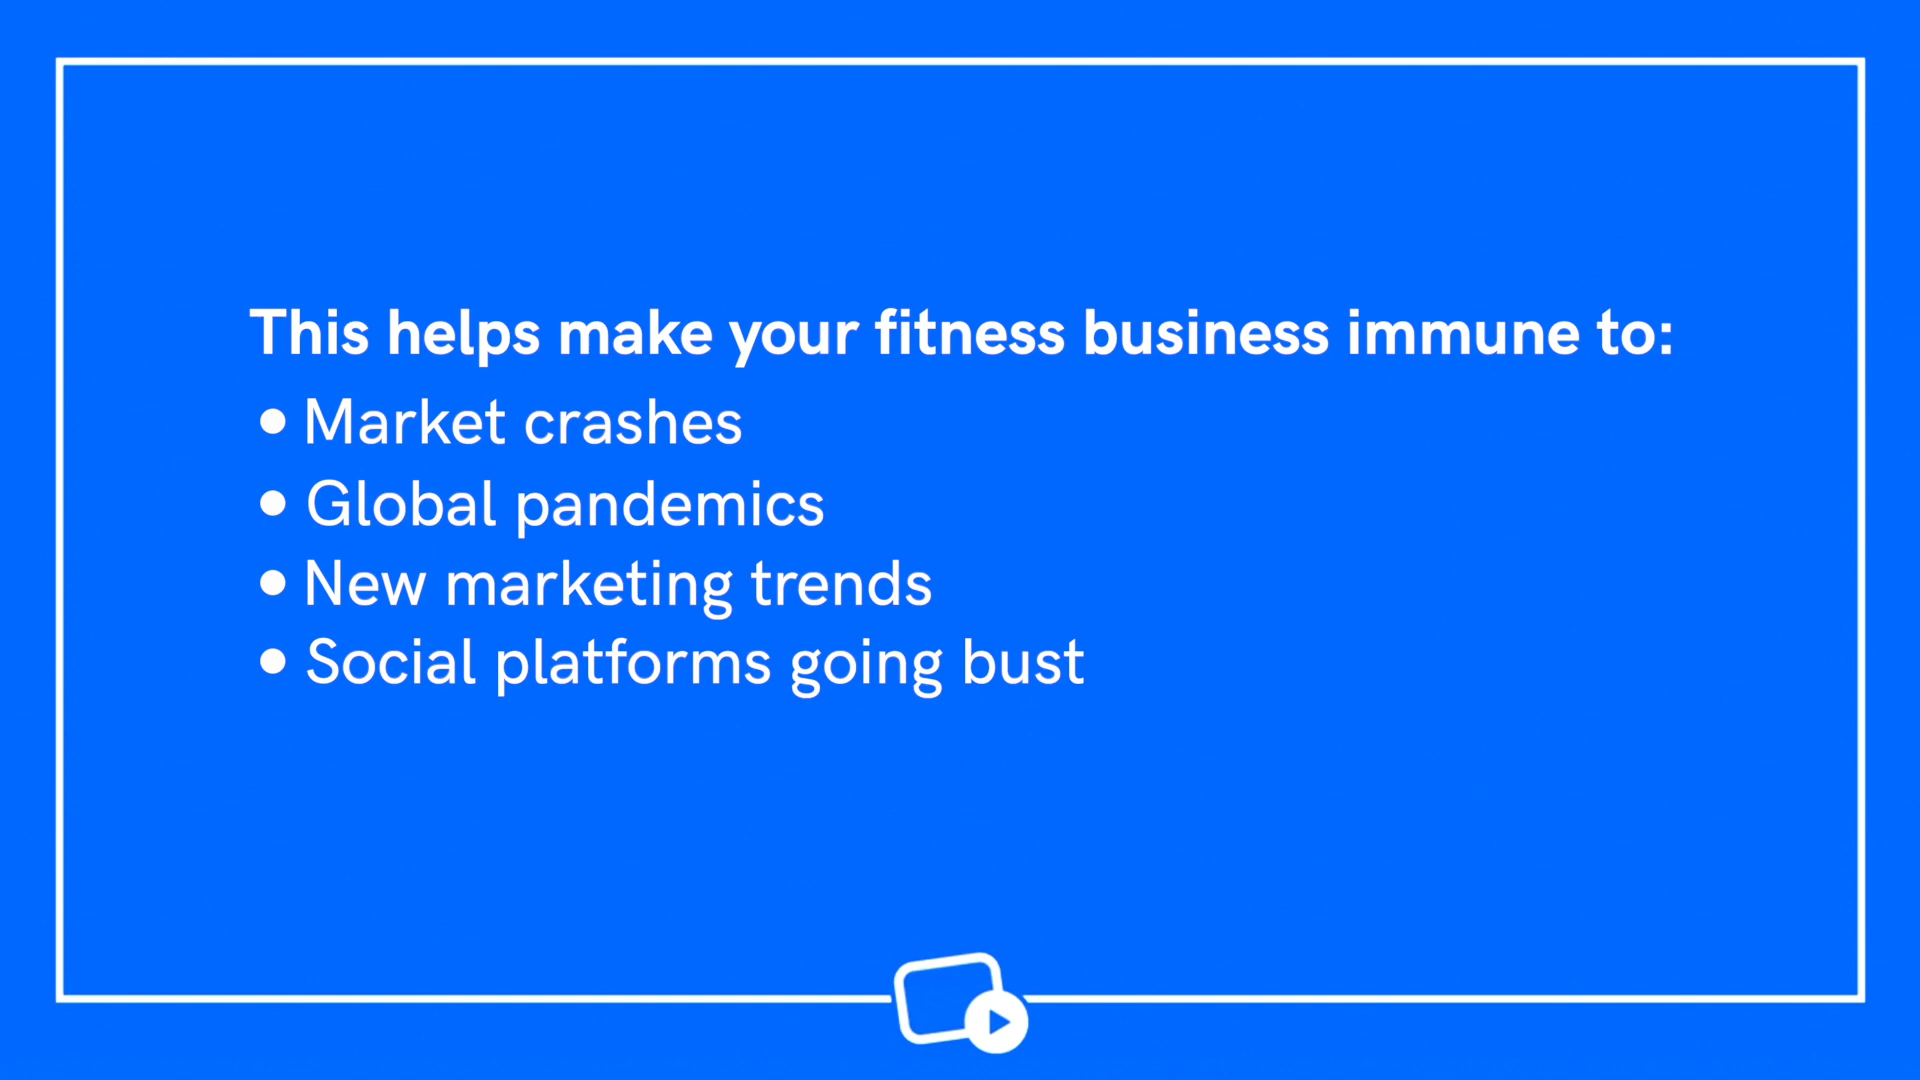 This helps make your fitness business immune to:
• Market crashes
• Global pandemics
• New marketing trends
• Social platforms going bust